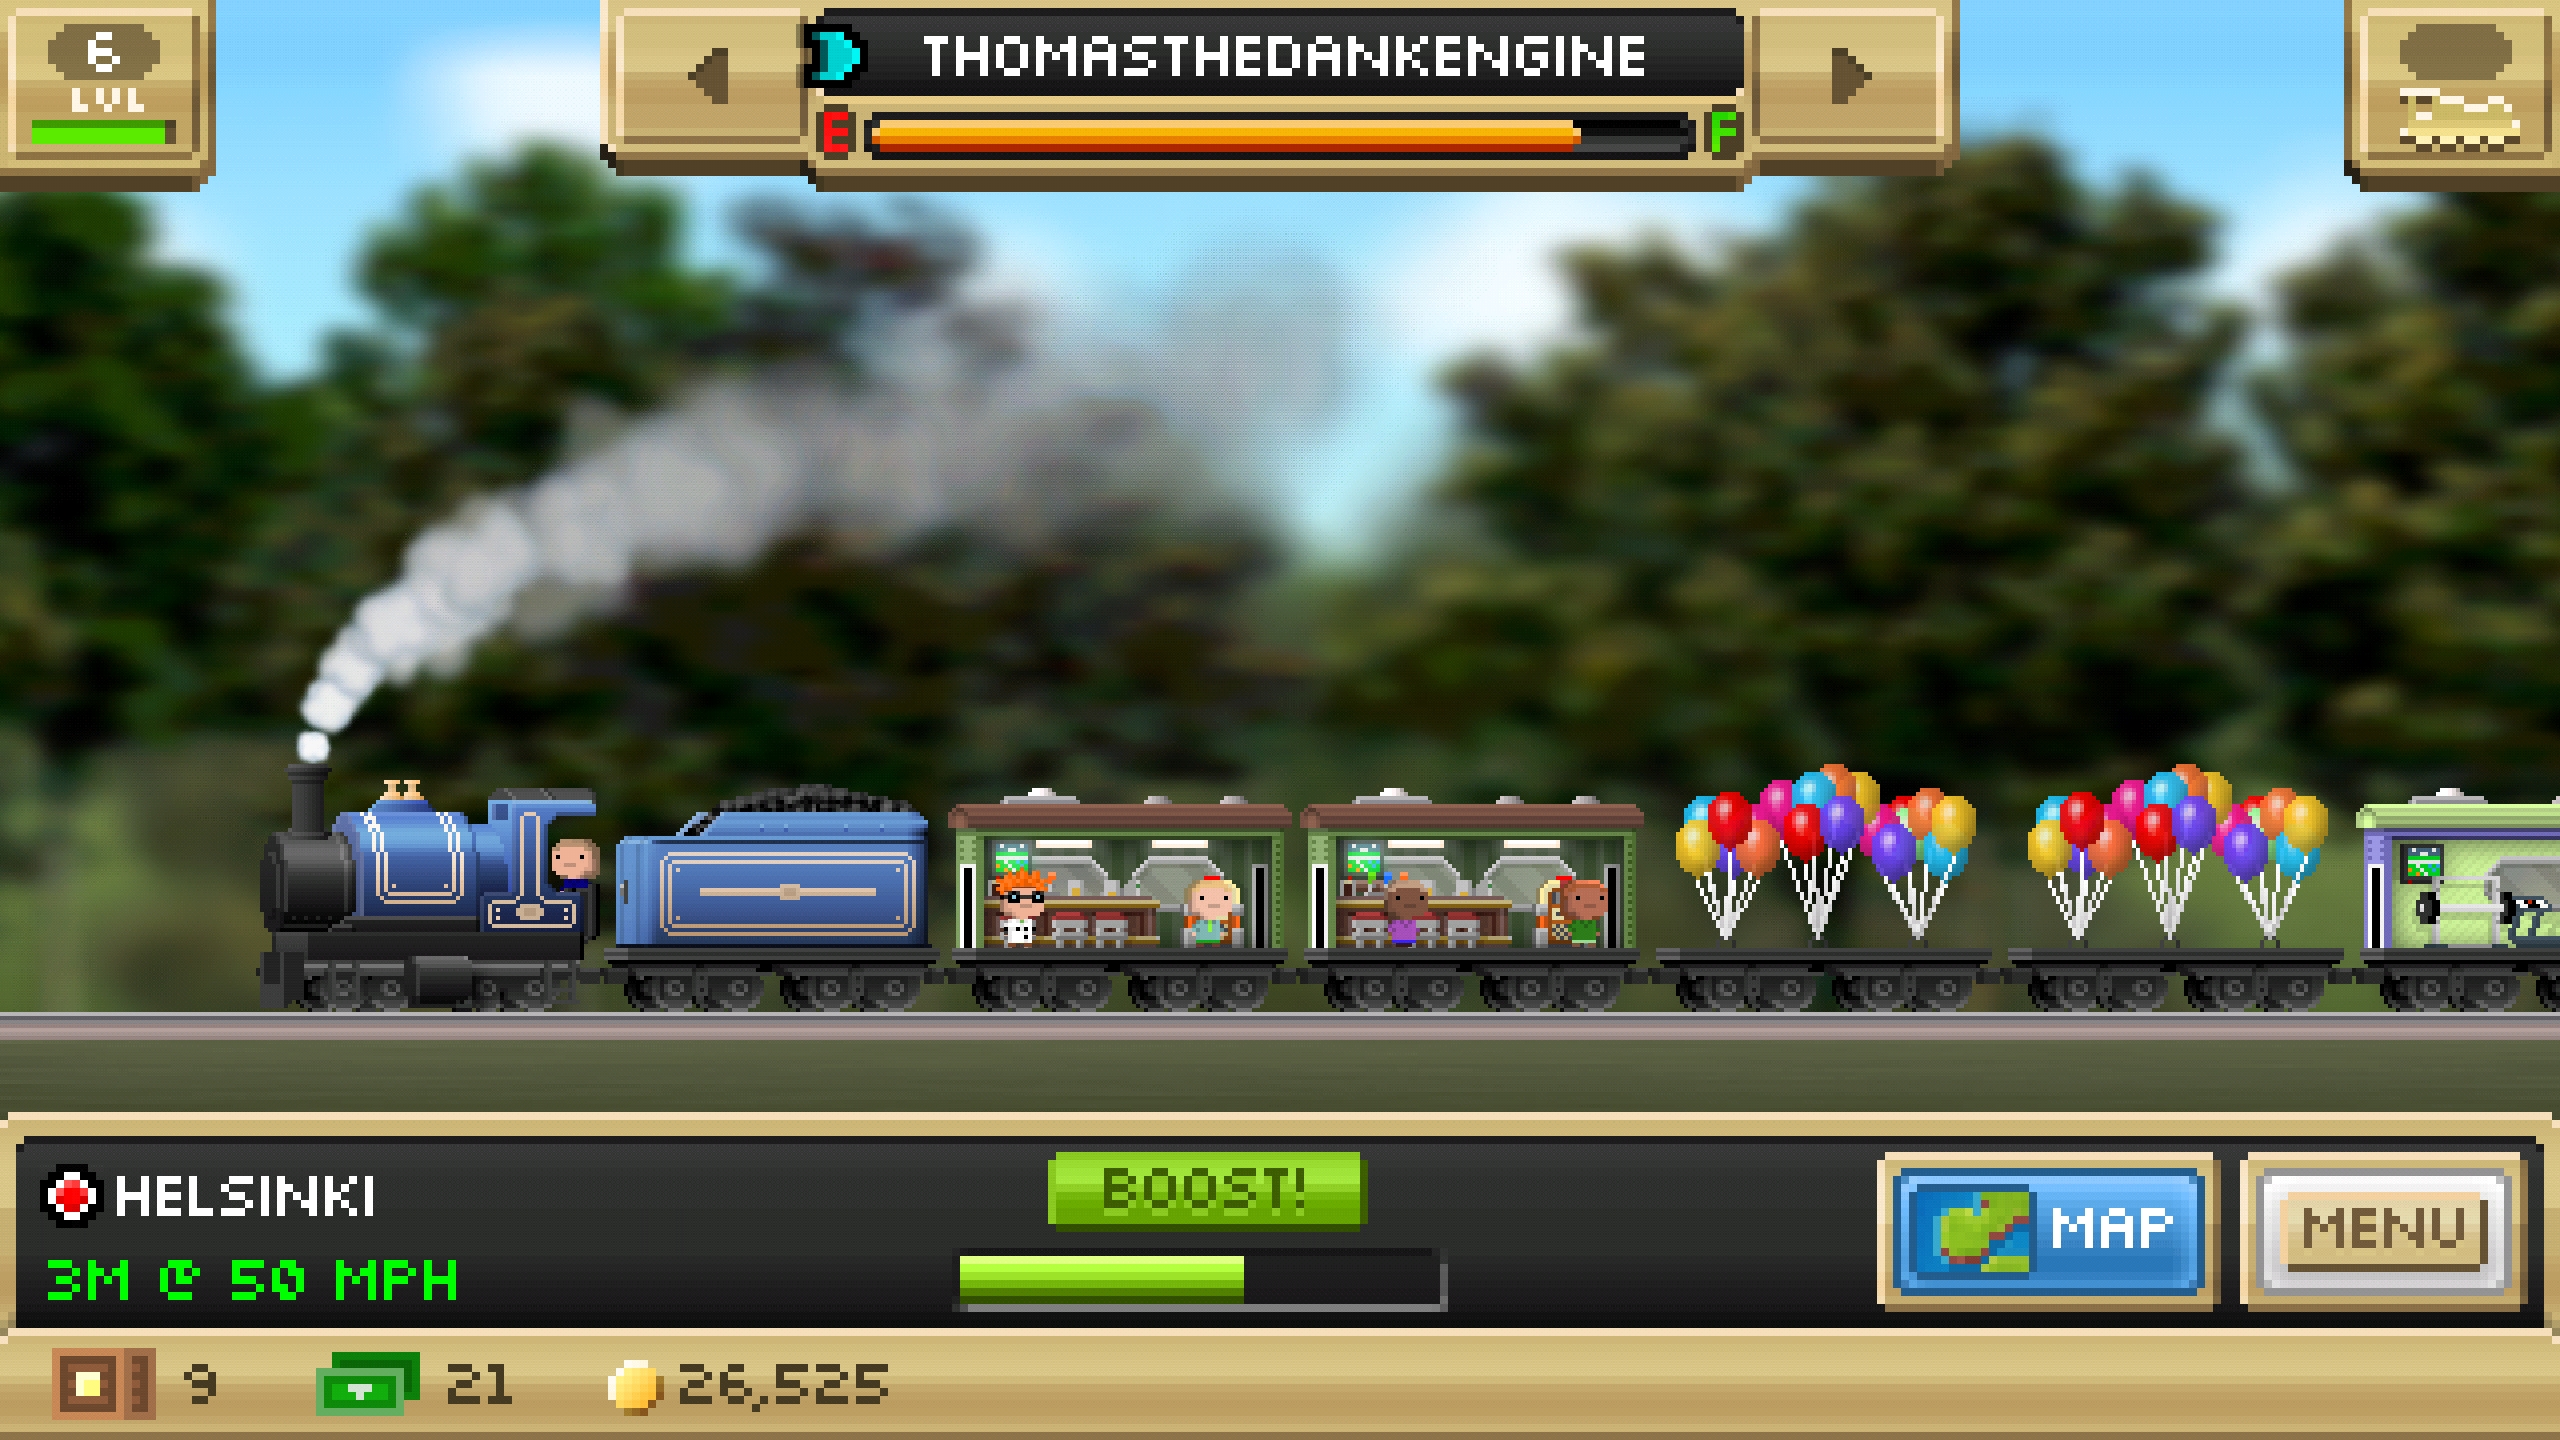 6
LVL
THOMASTHEDANKENGINE
E F
HELSINKI
3M @ 50 MPH
BOOST!
MAP
MENU
9 21 26,525